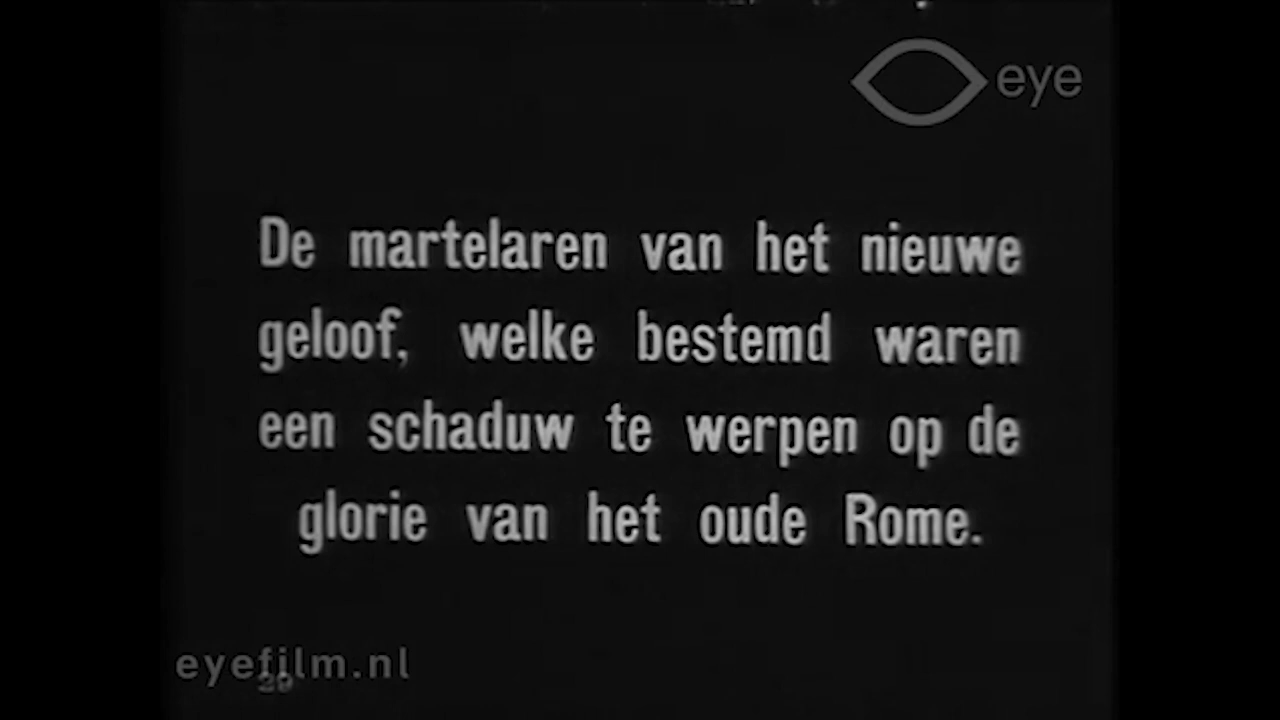 eye
De martelaren van het nieuwe
geloof, welke bestemd waren
een schaduw te werpen op de
glorie van het oude Rome.
eyefilm.nl
29